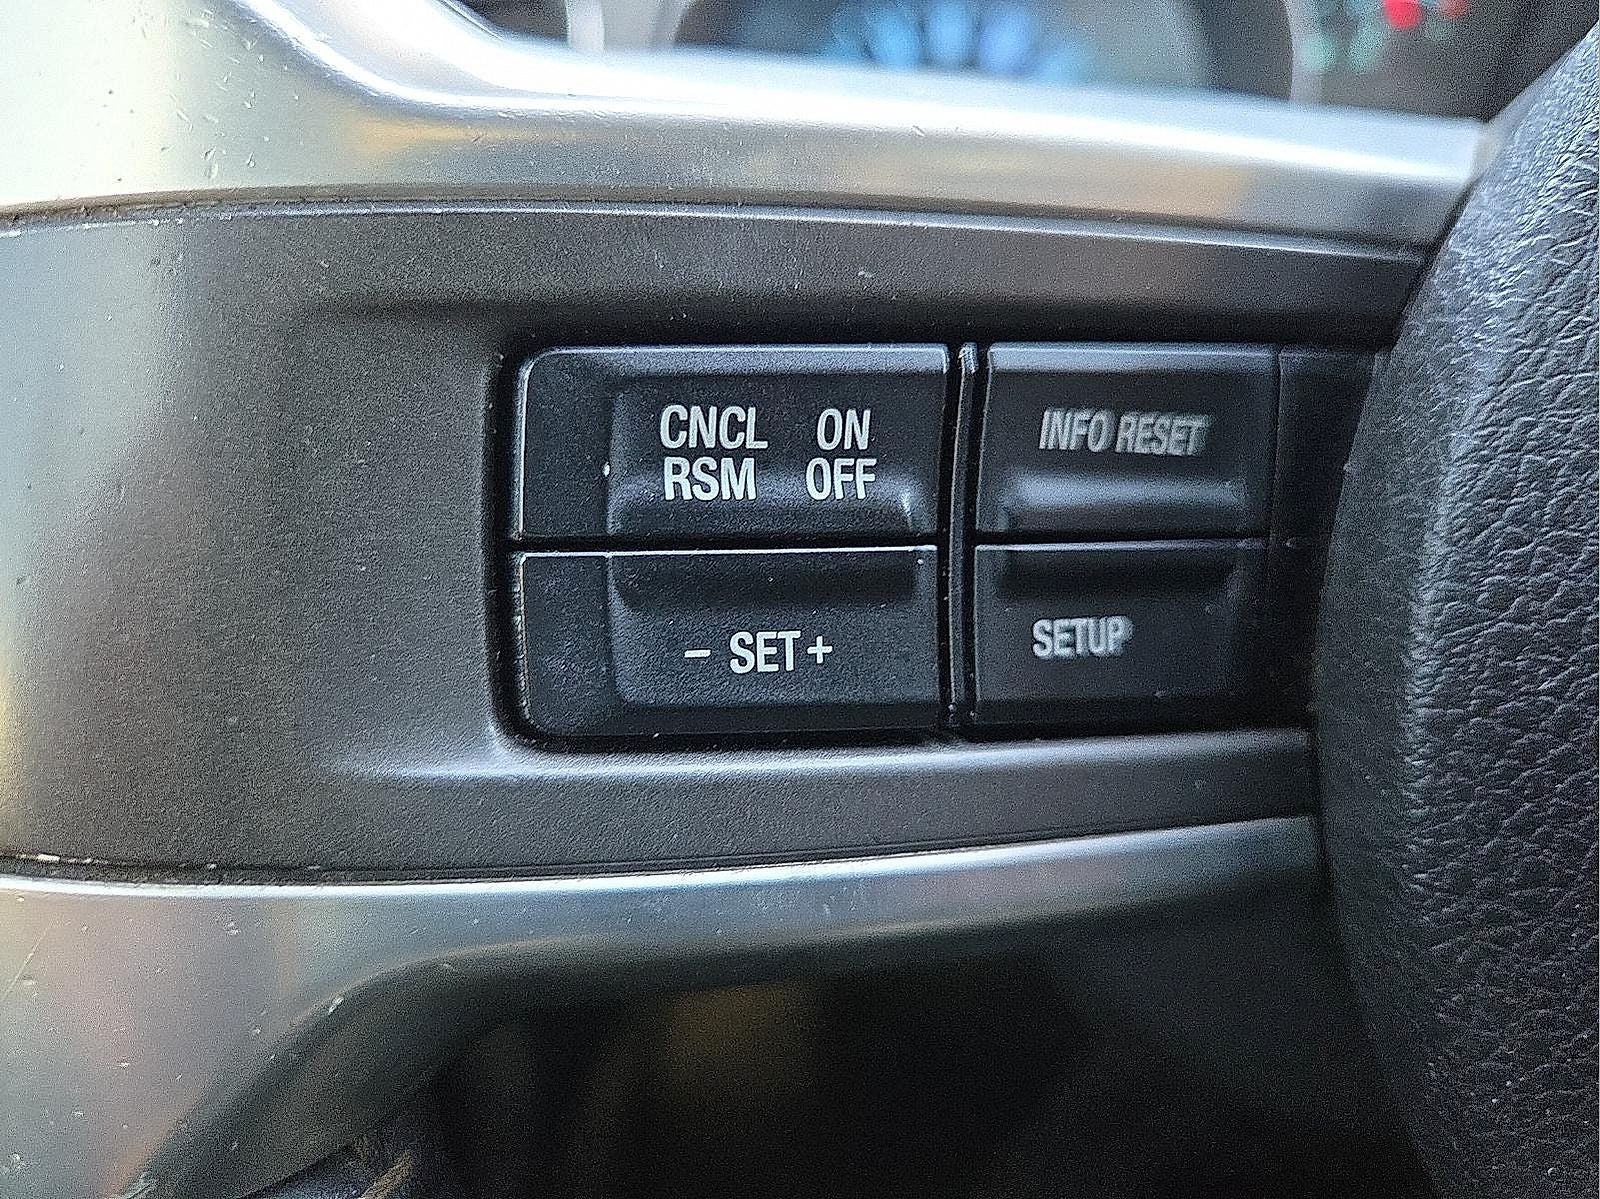 CNCL ON
RSM OFF
INFO RESET
- SET +
SETUP